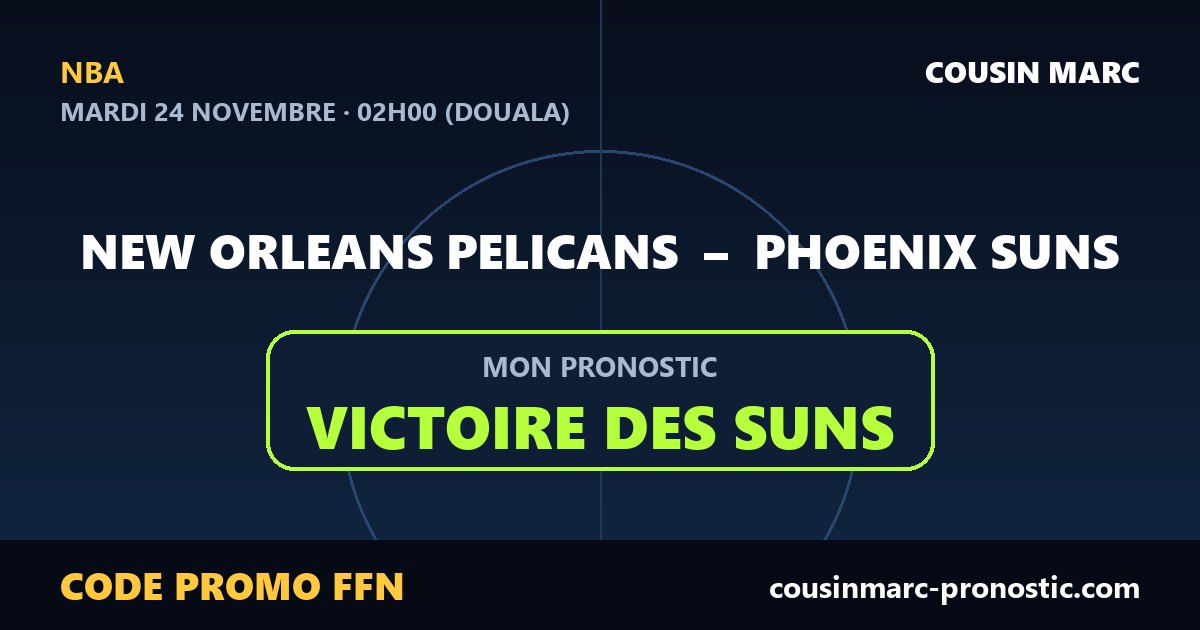 NBA
COUSIN MARC
MARDI 24 NOVEMBRE · 02H00 (DOUALA)
NEW ORLEANS PELICANS – PHOENIX SUNS
MON PRONOSTIC
VICTOIRE DES SUNS
CODE PROMO FFN
cousinmarc-pronostic.com